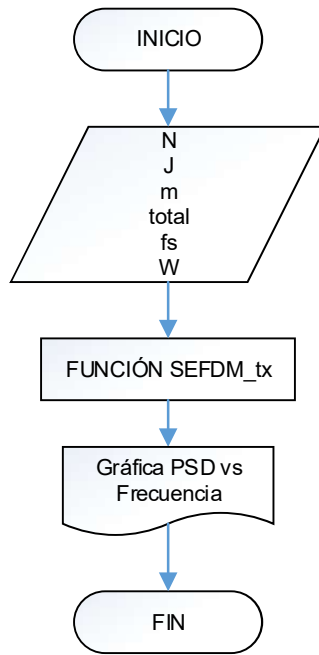 INICIO
N
J
m
total
fs
W
FUNCIÓN SEFDM_tx
Gráfica PSD vs
Frecuencia
FIN